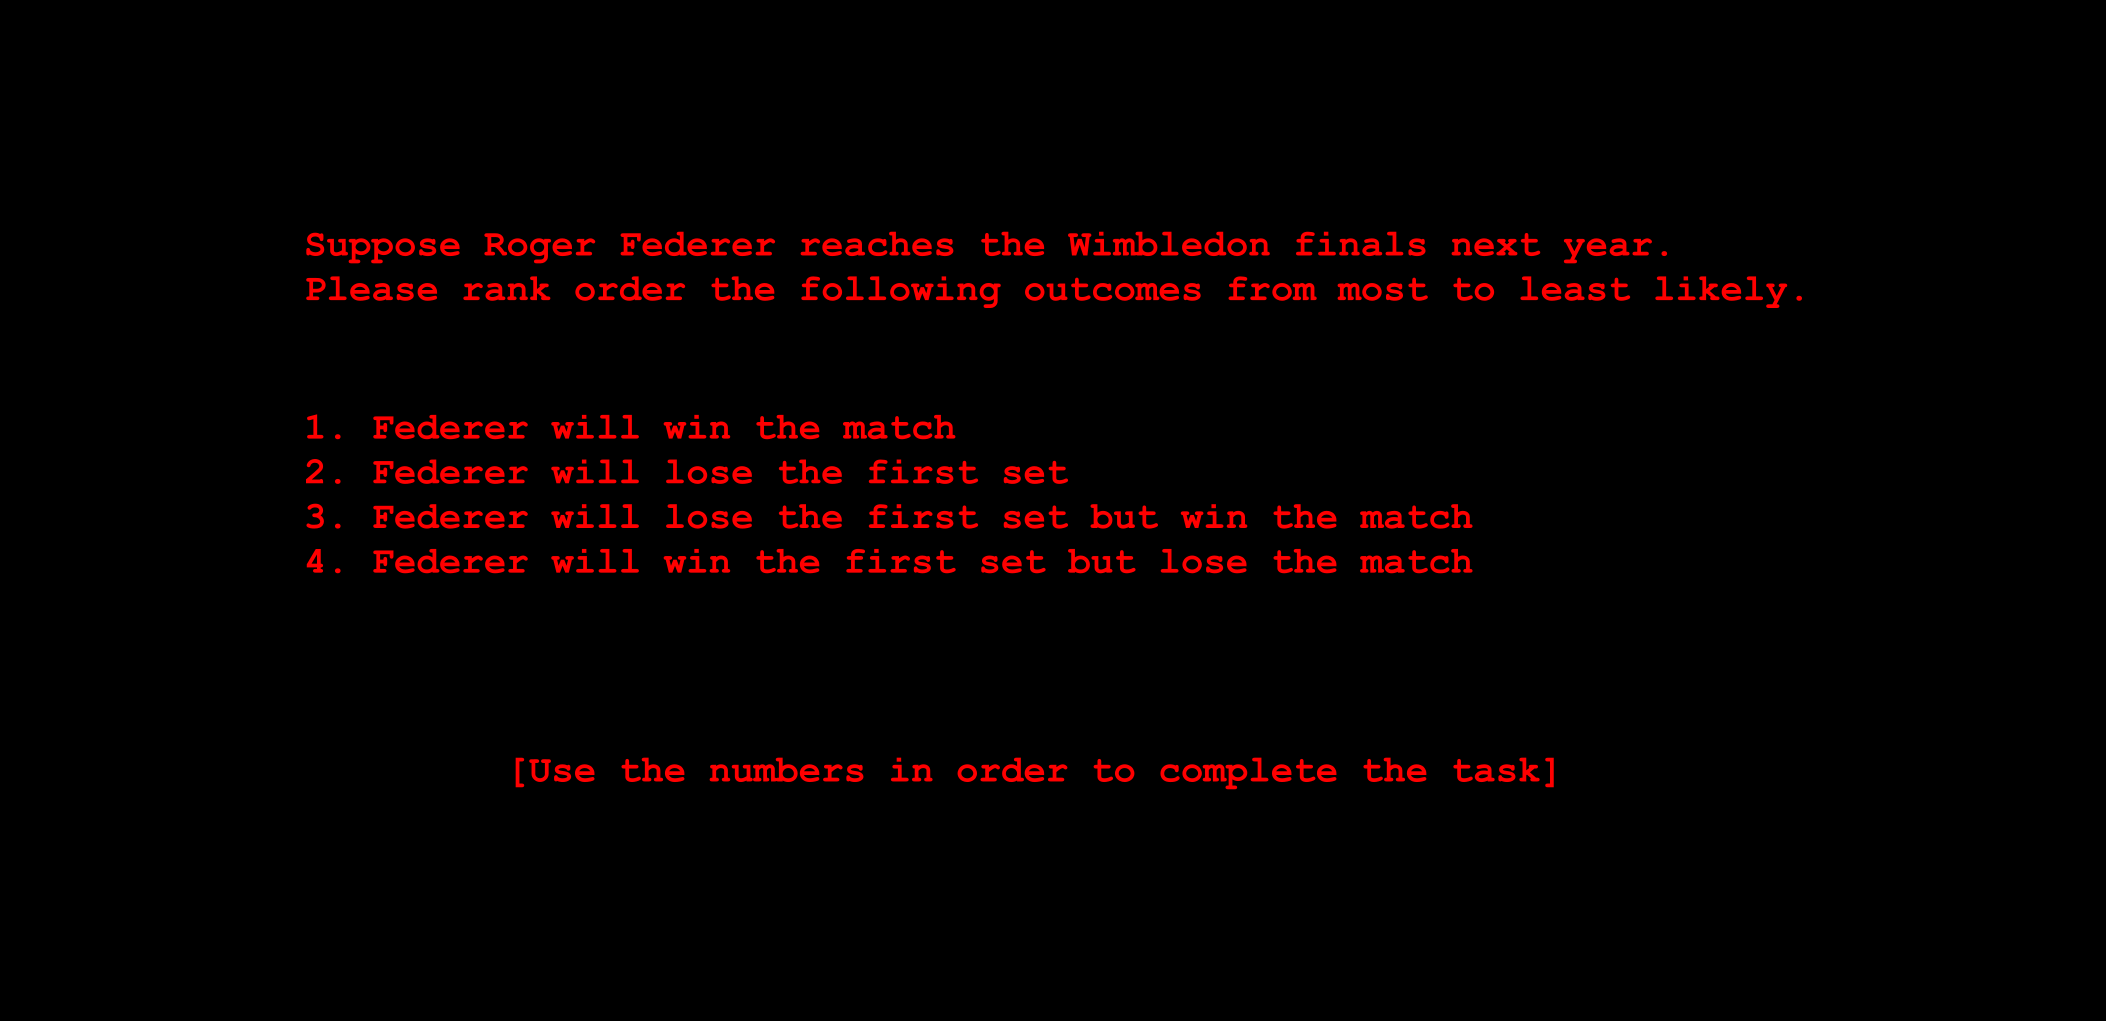 Suppose Roger Federer reaches the Wimbledon finals next year.
Please rank order the following outcomes from most to least likely.
1. Federer will win the match
2. Federer will lose the first set
3. Federer will lose the first set but win the match
4. Federer will win the first set but lose the match
[Use the numbers in order to complete the task]